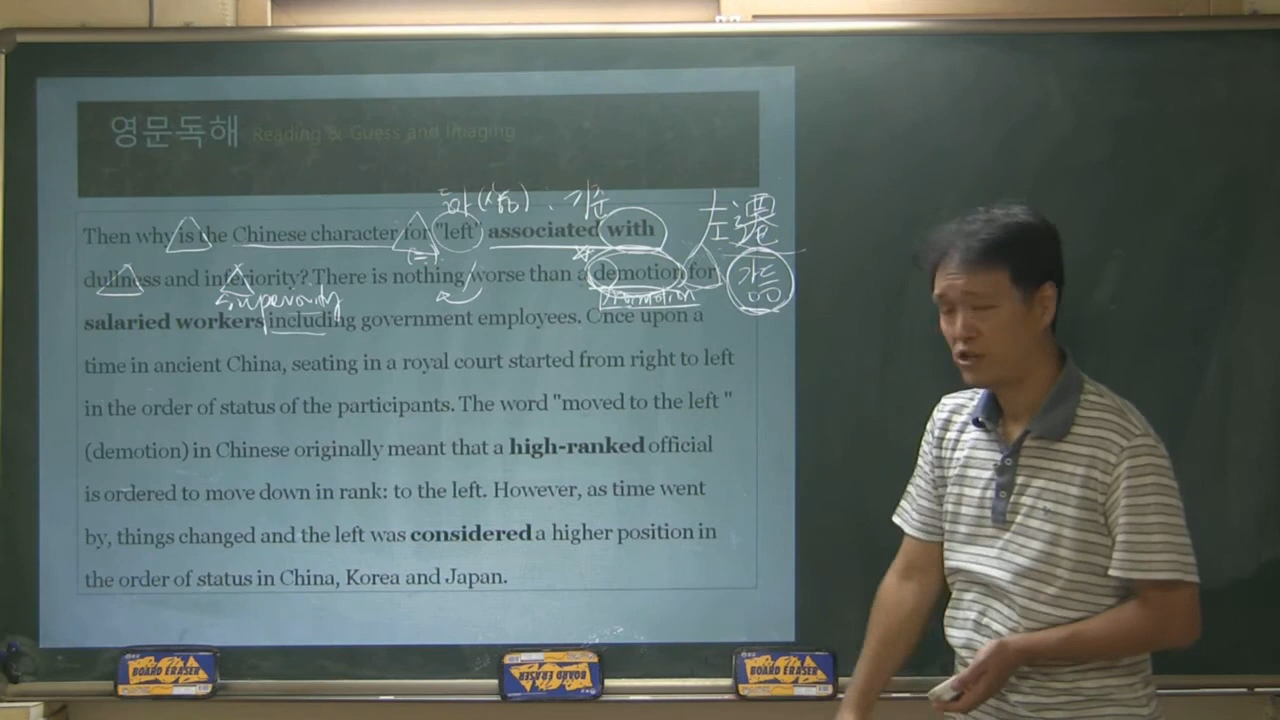 영문독해 Reading & Guess and Imaging
左遷
Then why is the Chinese character for "left" associated with
dullness and inferiority? There is nothing worse than a demotion for
superiority
promotion
salaried workers including government employees. Once upon a
time in ancient China, seating in a royal court started from right to left
in the order of status of the participants. The word "moved to the left "
(demotion) in Chinese originally meant that a high-ranked official
is ordered to move down in rank: to the left. However, as time went
by, things changed and the left was considered a higher position in
the order of status in China, Korea and Japan.
BOARD ERASER
BOARD ERASER
BOARD ERASER